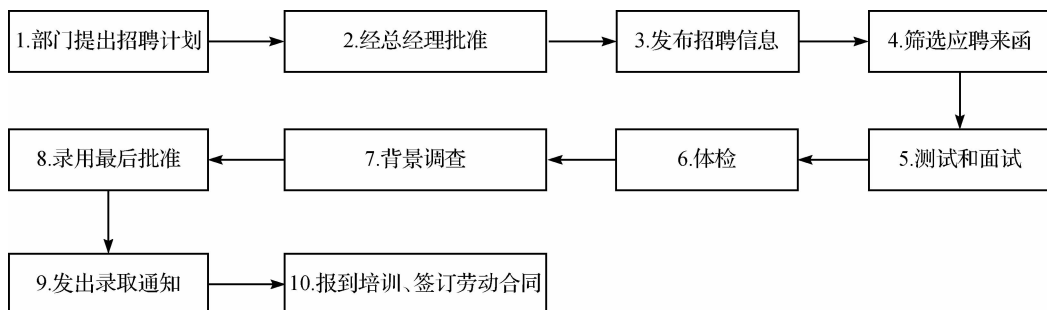 1.部门提出招聘计划
2.经总经理批准
3.发布招聘信息
4.筛选应聘来函
5.测试和面试
6.体检
7.背景调查
8.录用最后批准
9.发出录取通知
10.报到培训、签订劳动合同